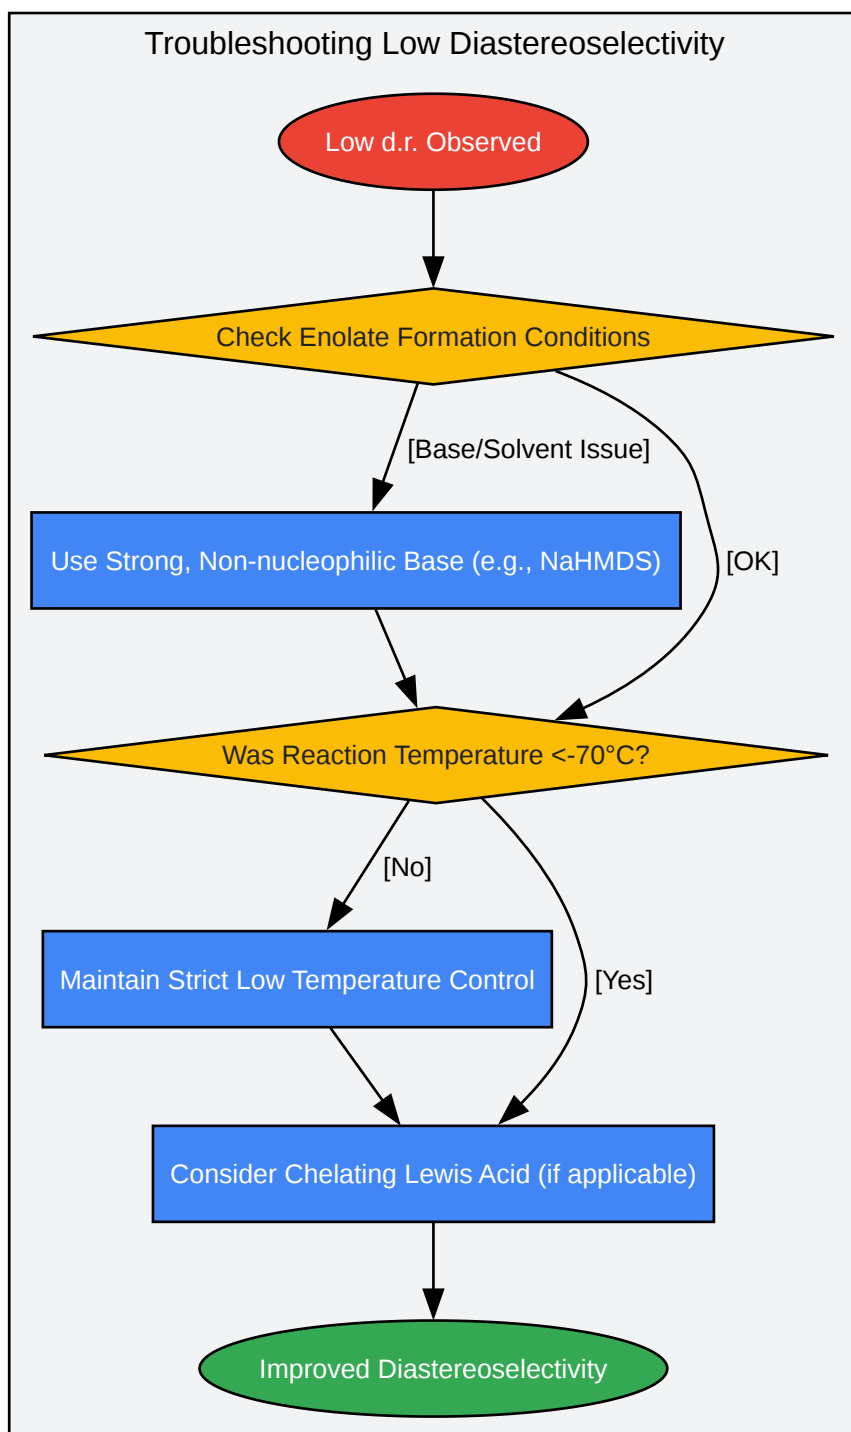 Troubleshooting Low Diastereoselectivity
Low d.r. Observed
Check Enolate Formation Conditions
[Base/Solvent Issue]
Use Strong, Non-nucleophilic Base (e.g., NaHMDS)
[OK]
Was Reaction Temperature <-70°C?
[No]
Maintain Strict Low Temperature Control
[Yes]
Consider Chelating Lewis Acid (if applicable)
Improved Diastereoselectivity